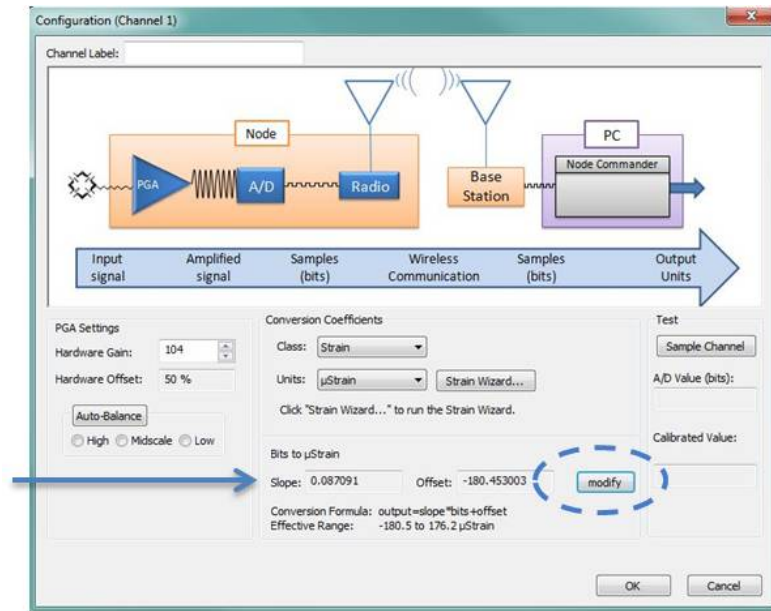 Configuration (Channel 1)
Channel Label:
Node
PC
Node Commander
PGA
A/D
Radio
Base
Station
Input
signal
Amplified
signal
Samples
(bits)
Wireless
Communication
Samples
(bits)
Output
Units
PGA Settings
Hardware Gain: 104
Hardware Offset: 50 %
Auto-Balance
High Midscale Low
Conversion Coefficients
Class: Strain
Units: µStrain Strain Wizard...
Click "Strain Wizard..." to run the Strain Wizard.
Bits to µStrain
Slope: 0.087091 Offset: -180.453003 modify
Conversion Formula: output=slope*bits+offset
Effective Range: -180.5 to 176.2 µStrain
Test
Sample Channel
A/D Value (bits):
Calibrated Value:
OK Cancel